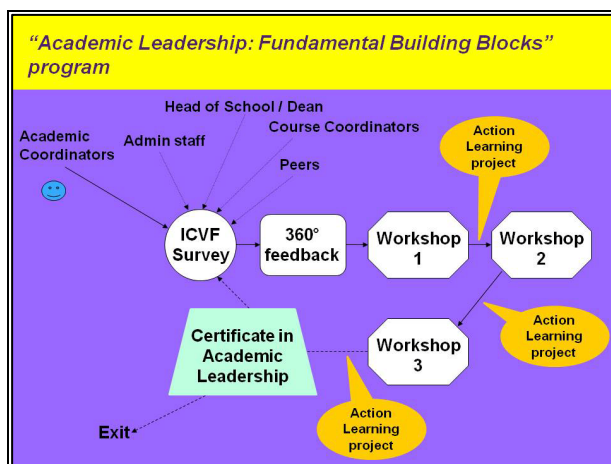 “Academic Leadership: Fundamental Building Blocks”
program
Head of School / Dean
Academic
Coordinators
Admin staff
Course Coordinators
Peers
Action
Learning
project
ICVF
Survey
360°
feedback
Workshop
1
Workshop
2
Certificate in
Academic
Leadership
Workshop
3
Action
Learning
project
Action
Learning
project
Exit